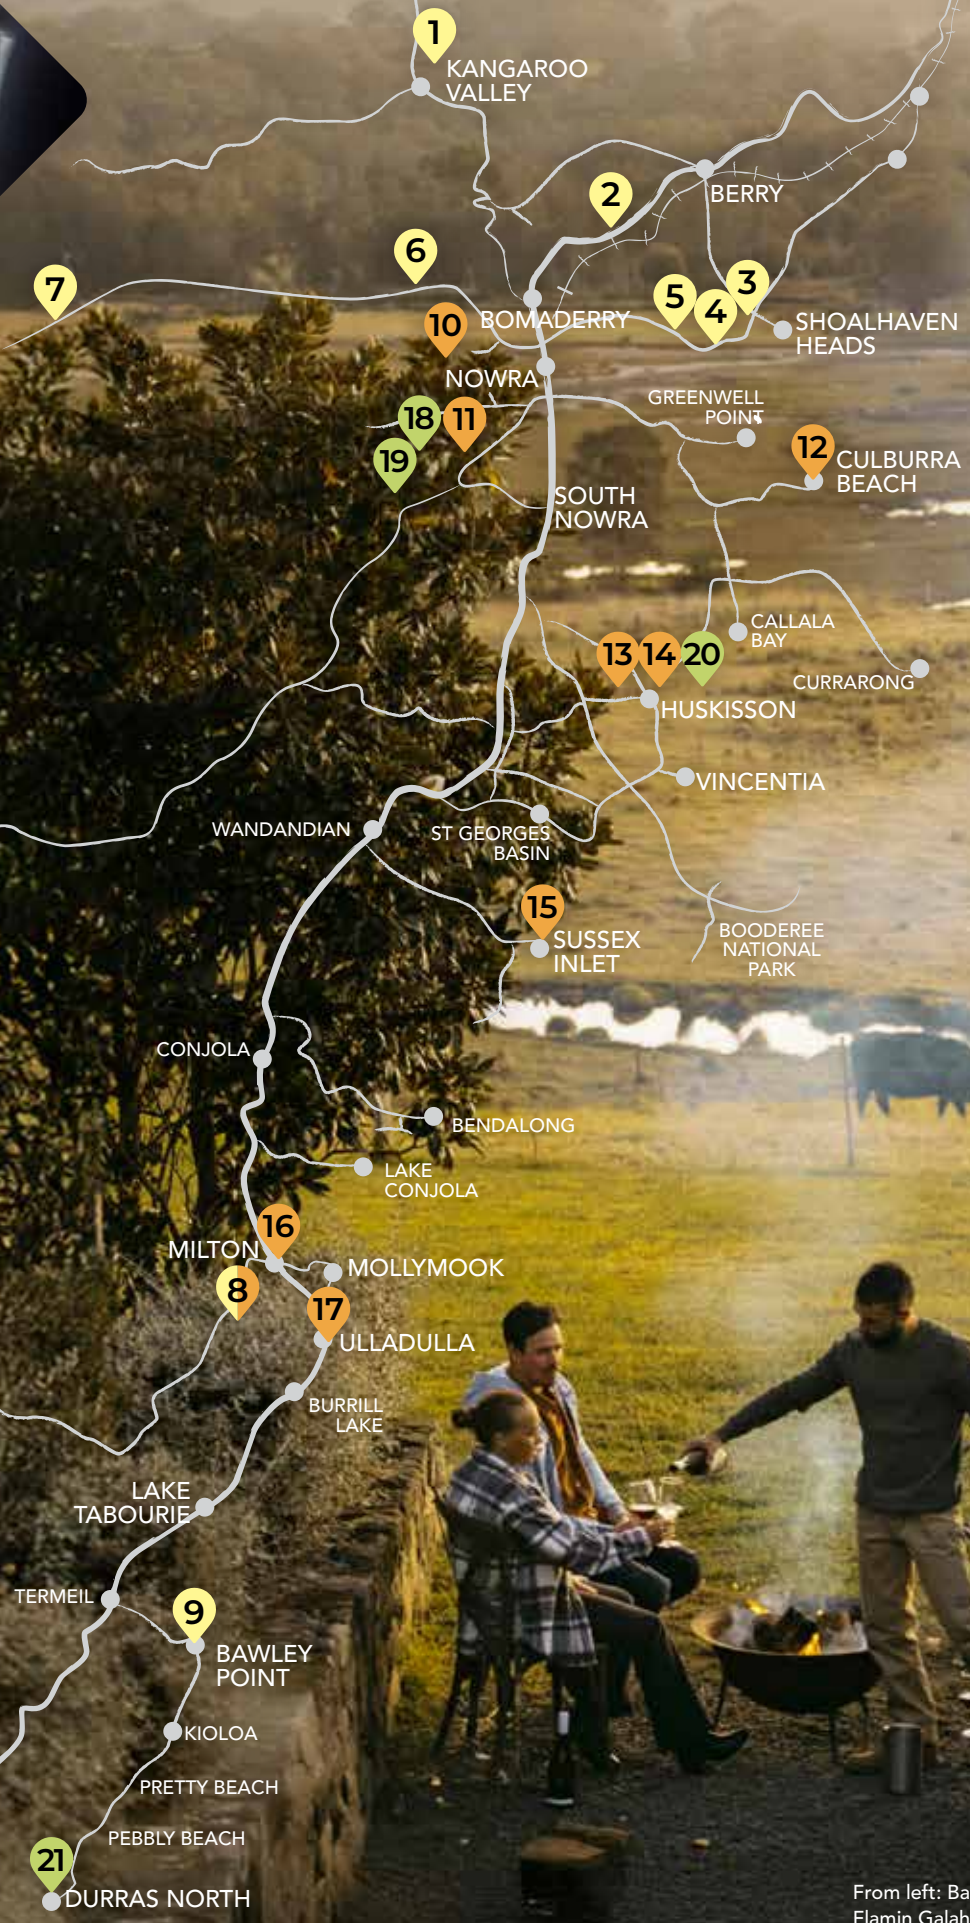 1
KANGAROO
VALLEY
2
BERRY
6
7
3
5
4
10
BOMADERRY
SHOALHAVEN
HEADS
NOWRA
GREENWELL
POINT
18
11
12
19
CULBURRA
BEACH
SOUTH
NOWRA
CALLALA
BAY
13
14
20
CURRARONG
HUSKISSON
VINCENTIA
WANDANDIAN
ST GEORGES
BASIN
15
SUSSEX
INLET
BOODEREE
NATIONAL
PARK
CONJOLA
BENDALONG
LAKE
CONJOLA
16
MILTON
MOLLYMOOK
8
17
ULLADULLA
BURRILL
LAKE
LAKE
TABOURIE
TERMEIL
9
BAWLEY
POINT
KIOLOA
PRETTY BEACH
PEBBLY BEACH
21
DURRAS NORTH
From left: Ba
Flamin Galah